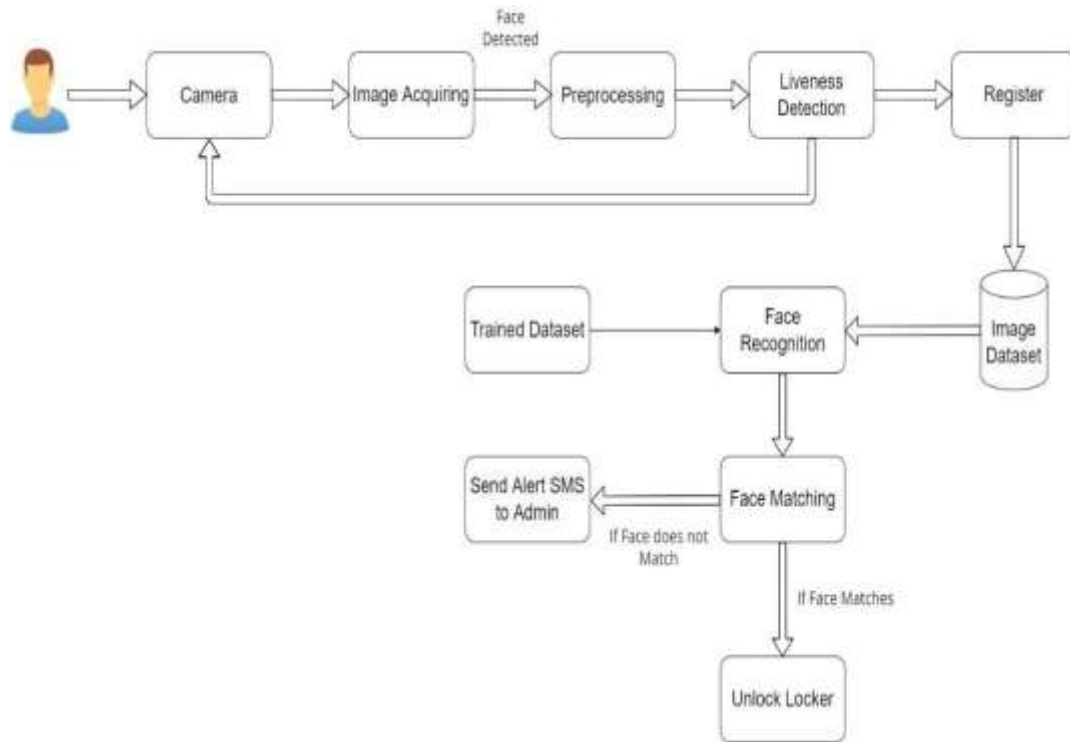 Face
Detected
Camera
Image Acquiring
Preprocessing
Liveness
Detection
Register
Trained Dataset
Face
Recognition
Image
Dataset
Send Alert SMS
to Admin
Face Matching
If Face does not
Match
If Face Matches
Unlock Locker